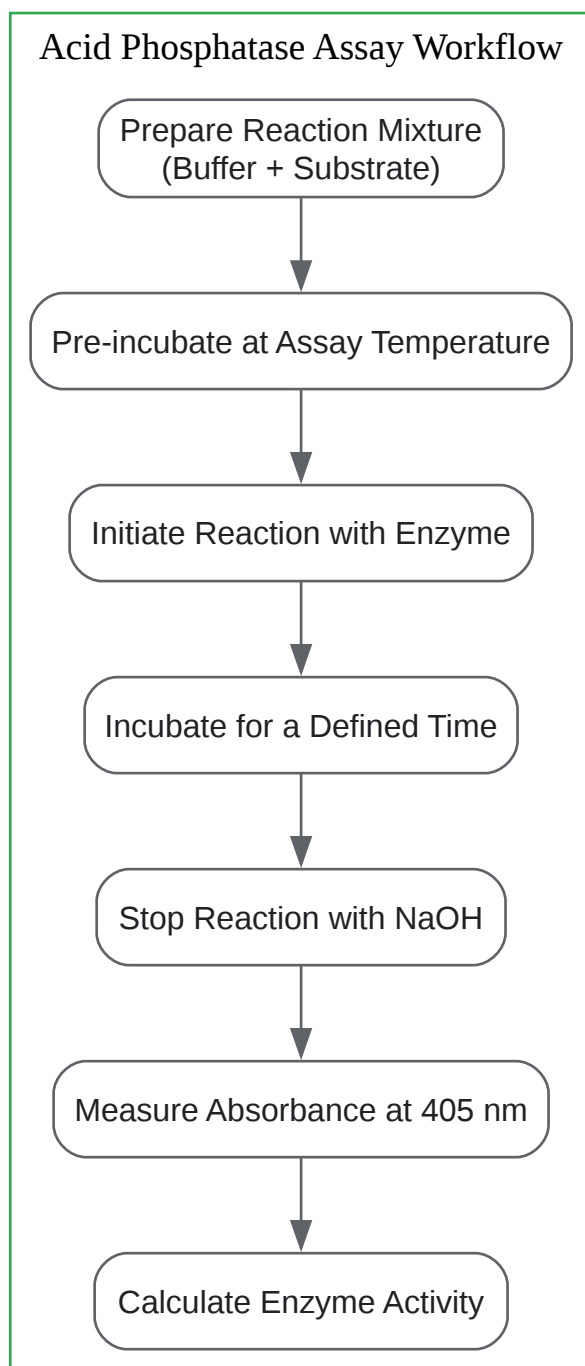 Acid Phosphatase Assay Workflow
Prepare Reaction Mixture
(Buffer + Substrate)
Pre-incubate at Assay Temperature
Initiate Reaction with Enzyme
Incubate for a Defined Time
Stop Reaction with NaOH
Measure Absorbance at 405 nm
Calculate Enzyme Activity